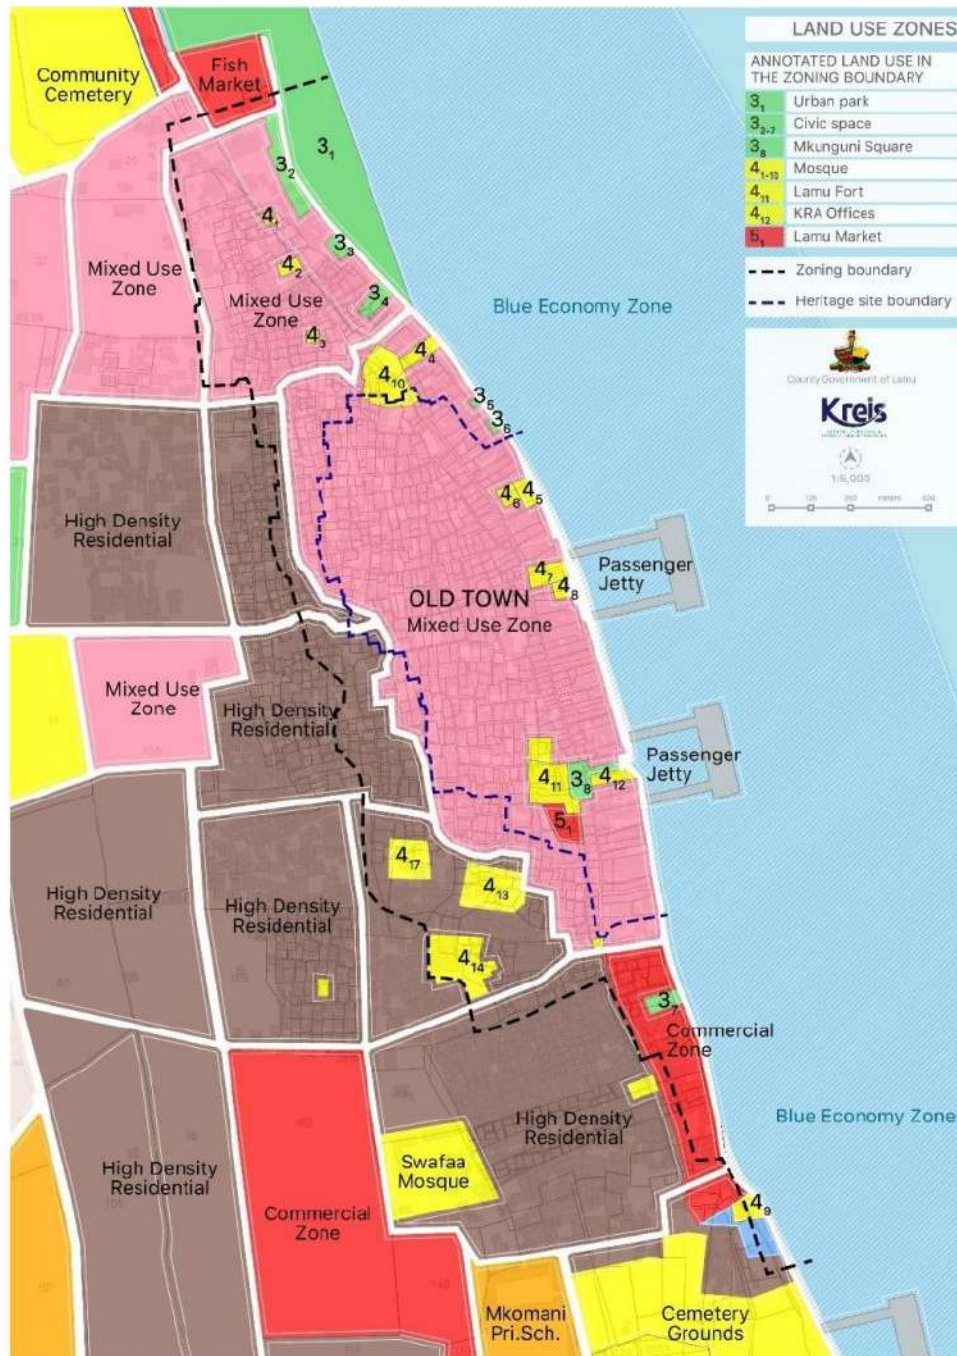 LAND USE ZONES
ANNOTATED LAND USE IN
THE ZONING BOUNDARY
3₁ Urban park
3₂₋₇ Civic space
3₈ Mkunguni Square
4₁₋₁₀ Mosque
4₁₁ Lamu Fort
4₁₂ KRA Offices
5₁ Lamu Market
Zoning boundary
Heritage site boundary
County Government of Lamu
Kreis
1:5,000
Community
Cemetery
Fish
Market
3₁
3₂
4₁
3₃
4₂
Mixed Use
Zone
Mixed Use
Zone
3₄
4₃
Blue Economy Zone
4₄
4₁₀
3₅
3₆
4₆
4₅
High Density
Residential
4₇
4₈
Passenger
Jetty
OLD TOWN
Mixed Use Zone
Mixed Use
Zone
High Density
Residential
Passenger
Jetty
4₁₁
3₈
4₁₂
5₁
4₁₇
4₁₃
High Density
Residential
High Density
Residential
4₁₄
3₇
Commercial
Zone
High Density
Residential
Blue Economy Zone
High Density
Residential
Swafaa
Mosque
4₉
Commercial
Zone
Mkomani
Pri.Sch.
Cemetery
Grounds